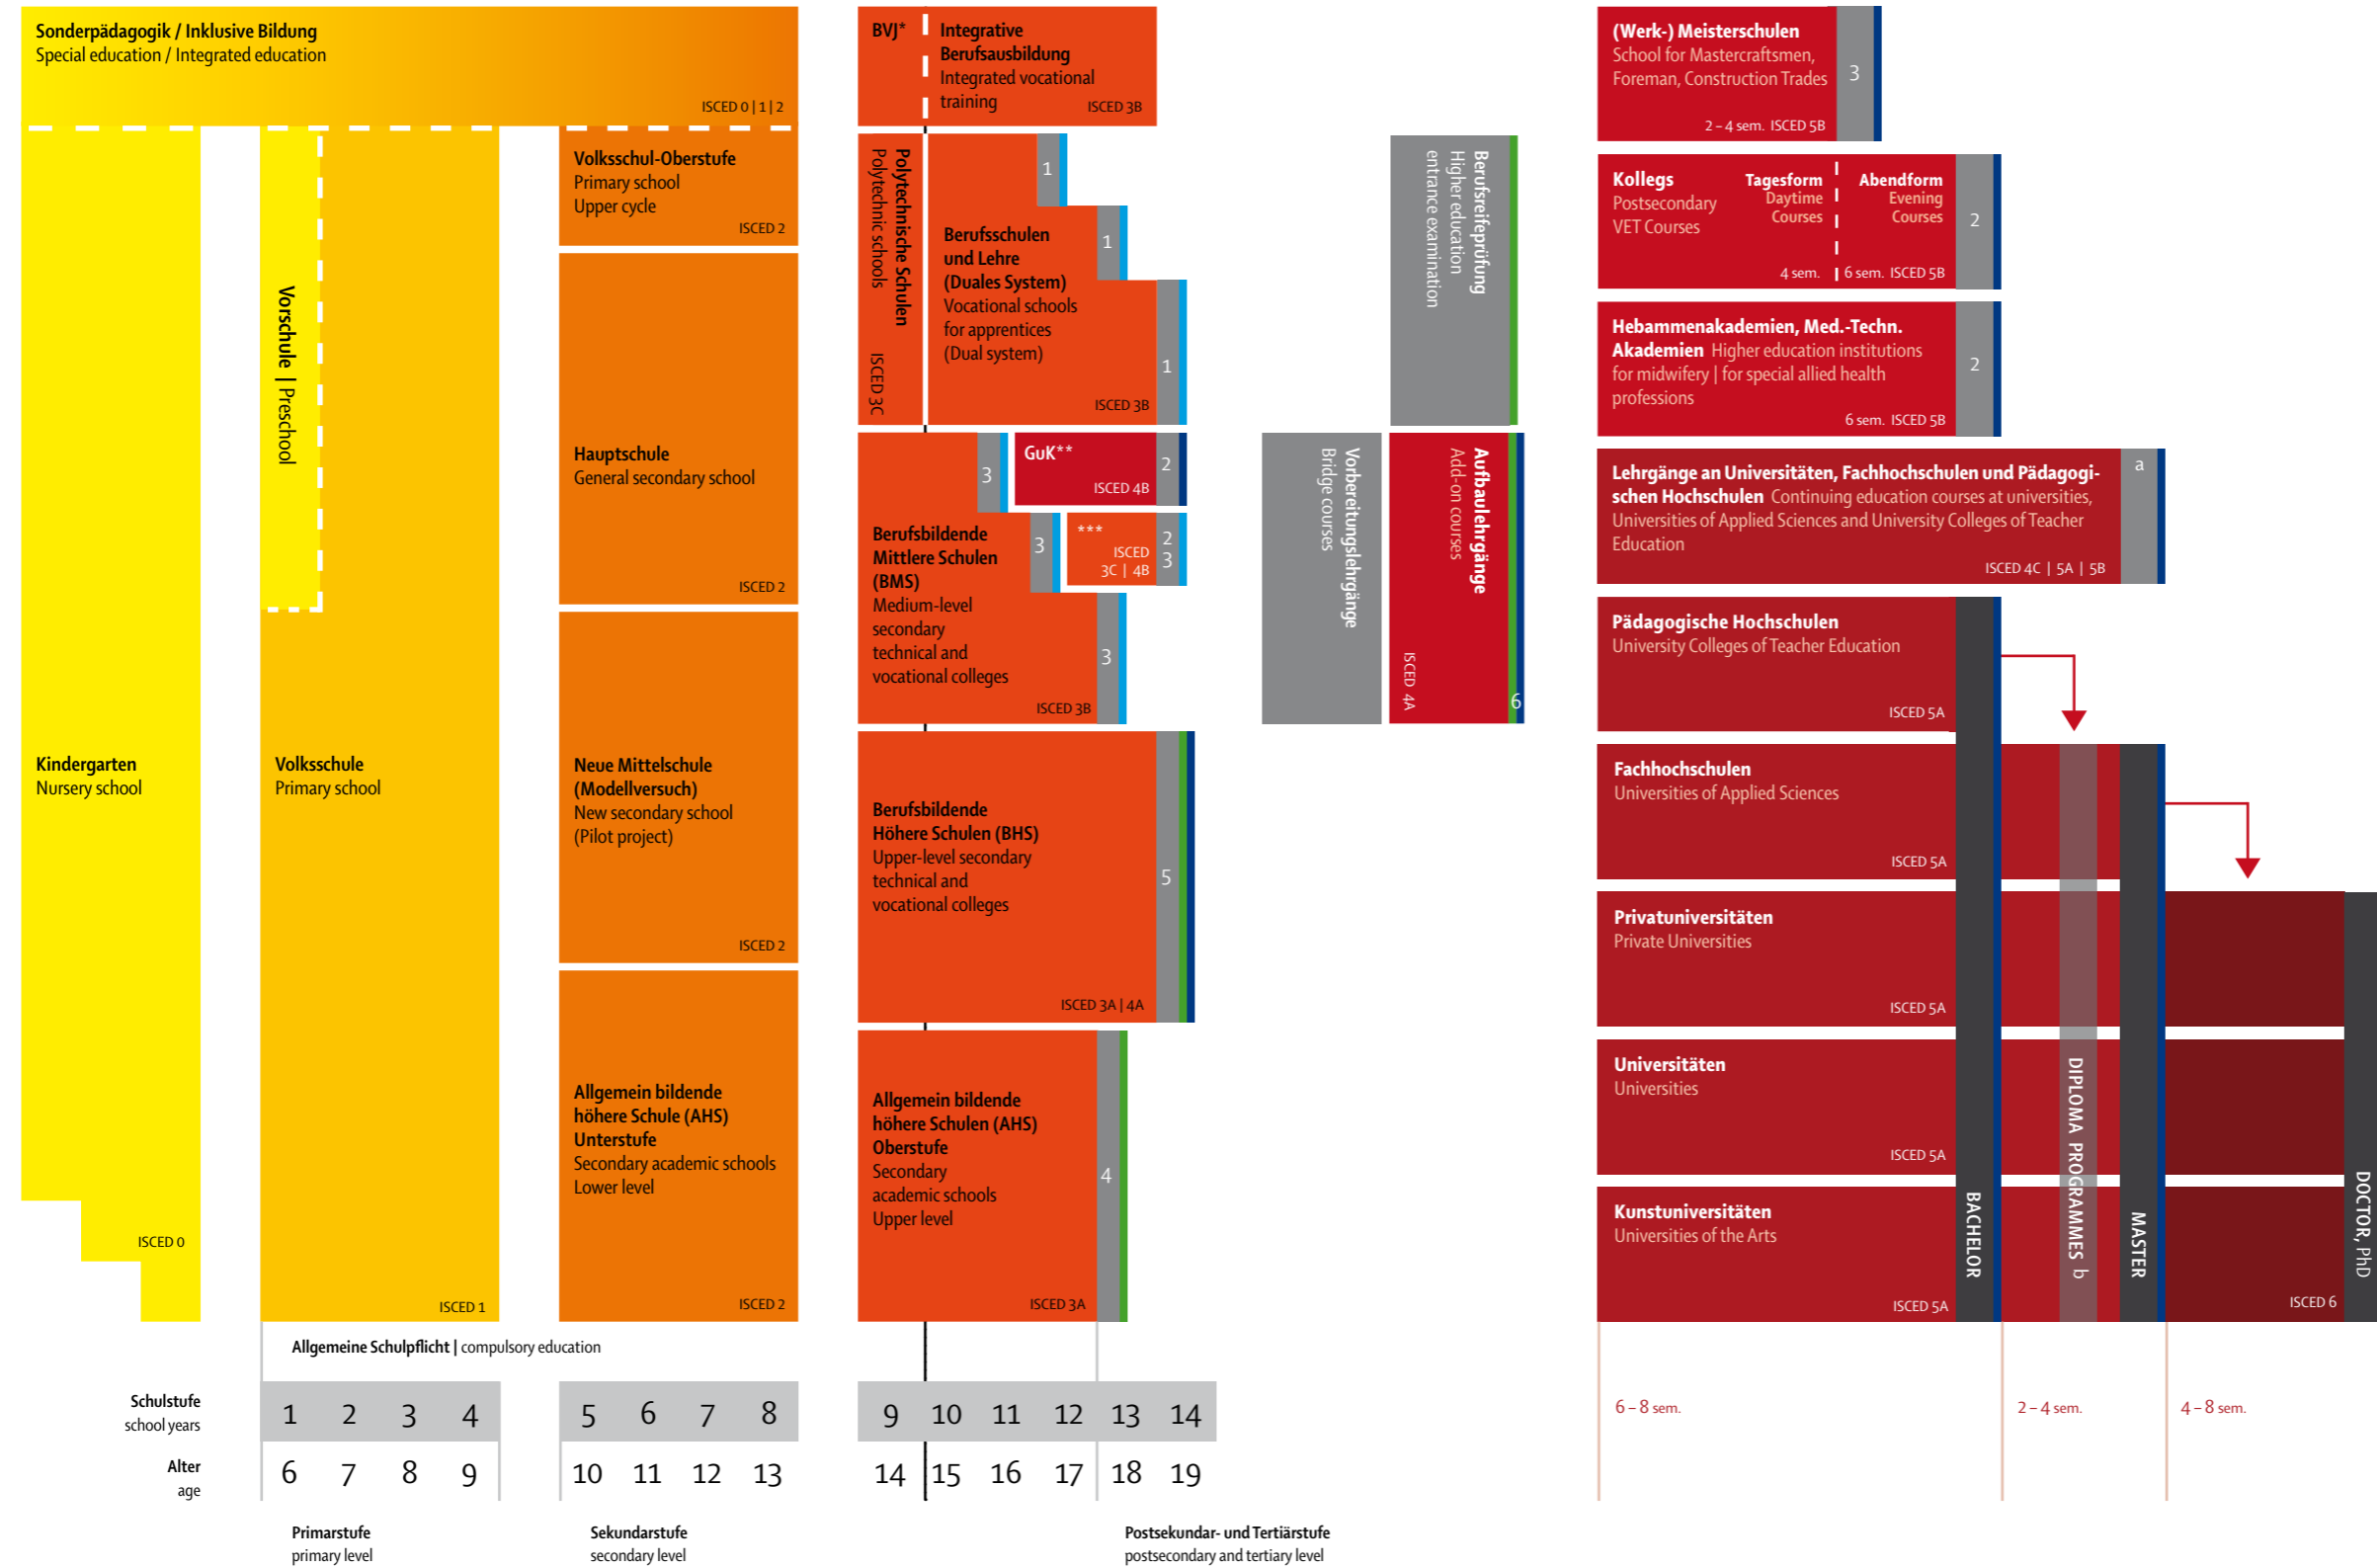 Sonderpädagogik / Inklusive Bildung
Special education / Integrated education
ISCED 0 | 1 | 2
Kindergarten
Nursery school
ISCED 0
Vorschule | Preschool
Volksschule
Primary school
ISCED 1
Volksschul-Oberstufe
Primary school
Upper cycle
ISCED 2
Hauptschule
General secondary school
ISCED 2
Neue Mittelschule
(Modellversuch)
New secondary school
(Pilot project)
ISCED 2
Allgemein bildende
höhere Schule (AHS)
Unterstufe
Secondary academic schools
Lower level
ISCED 2
BVJ*
Integrative
Berufsausbildung
Integrated vocational
training
ISCED 3B
Polytechnische Schulen
Polytechnic schools
ISCED 3C
1
1
Berufsschulen
und Lehre
(Duales System)
Vocational schools
for apprentices
(Dual system)
1
ISCED 3B
3
GuK**
ISCED 4B
2
Berufsbildende
Mittlere Schulen
(BMS)
Medium-level
secondary
technical and
vocational colleges
ISCED 3B
3
***
ISCED
3C | 4B
2
3
3
Berufsbildende
Höhere Schulen (BHS)
Upper-level secondary
technical and
vocational colleges
ISCED 3A | 4A
5
Allgemein bildende
höhere Schulen (AHS)
Oberstufe
Secondary
academic schools
Upper level
ISCED 3A
4
Berufsreifeprüfung
Higher education
entrance examination
Vorbereitungslehrgänge
Bridge courses
Aufbaulehrgänge
Add-on courses
ISCED 4A
6
(Werk-) Meisterschulen
School for Mastercraftsmen,
Foreman, Construction Trades
2 – 4 sem. ISCED 5B
3
Kollegs
Postsecondary
VET Courses
Tagesform
Daytime
Courses
4 sem.
Abendform
Evening
Courses
6 sem. ISCED 5B
2
Hebammenakademien, Med.-Techn.
Akademien Higher education institutions
for midwifery | for special allied health
professions
6 sem. ISCED 5B
2
Lehrgänge an Universitäten, Fachhochschulen und Pädagogi-
schen Hochschulen Continuing education courses at universities,
Universities of Applied Sciences and University Colleges of Teacher
Education
ISCED 4C | 5A | 5B
a
Pädagogische Hochschulen
University Colleges of Teacher Education
ISCED 5A
Fachhochschulen
Universities of Applied Sciences
ISCED 5A
Privatuniversitäten
Private Universities
ISCED 5A
Universitäten
Universities
ISCED 5A
Kunstuniversitäten
Universities of the Arts
ISCED 5A
BACHELOR
DIPLOMA PROGRAMMES b
MASTER
ISCED 6
DOCTOR, PhD
Allgemeine Schulpflicht | compulsory education
Schulstufe
school years
1 2 3 4 5 6 7 8 9 10 11 12 13 14
Alter
age
6 7 8 9 10 11 12 13 14 15 16 17 18 19
6 – 8 sem.
2 – 4 sem.
4 – 8 sem.
Primarstufe
primary level
Sekundarstufe
secondary level
Postsekundar- und Tertiärstufe
postsecondary and tertiary level